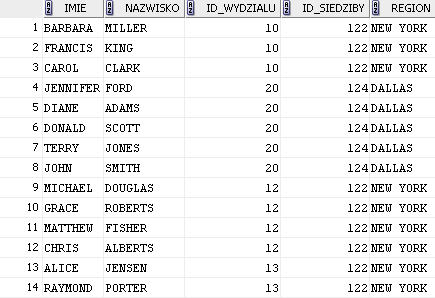 IMIE NAZWISKO ID_WYDZIALU ID_SIEDZIBY REGION
1 BARBARA MILLER 10 122 NEW YORK
2 FRANCIS KING 10 122 NEW YORK
3 CAROL CLARK 10 122 NEW YORK
4 JENNIFER FORD 20 124 DALLAS
5 DIANE ADAMS 20 124 DALLAS
6 DONALD SCOTT 20 124 DALLAS
7 TERRY JONES 20 124 DALLAS
8 JOHN SMITH 20 124 DALLAS
9 MICHAEL DOUGLAS 12 122 NEW YORK
10 GRACE ROBERTS 12 122 NEW YORK
11 MATTHEW FISHER 12 122 NEW YORK
12 CHRIS ALBERTS 12 122 NEW YORK
13 ALICE JENSEN 13 122 NEW YORK
14 RAYMOND PORTER 13 122 NEW YORK